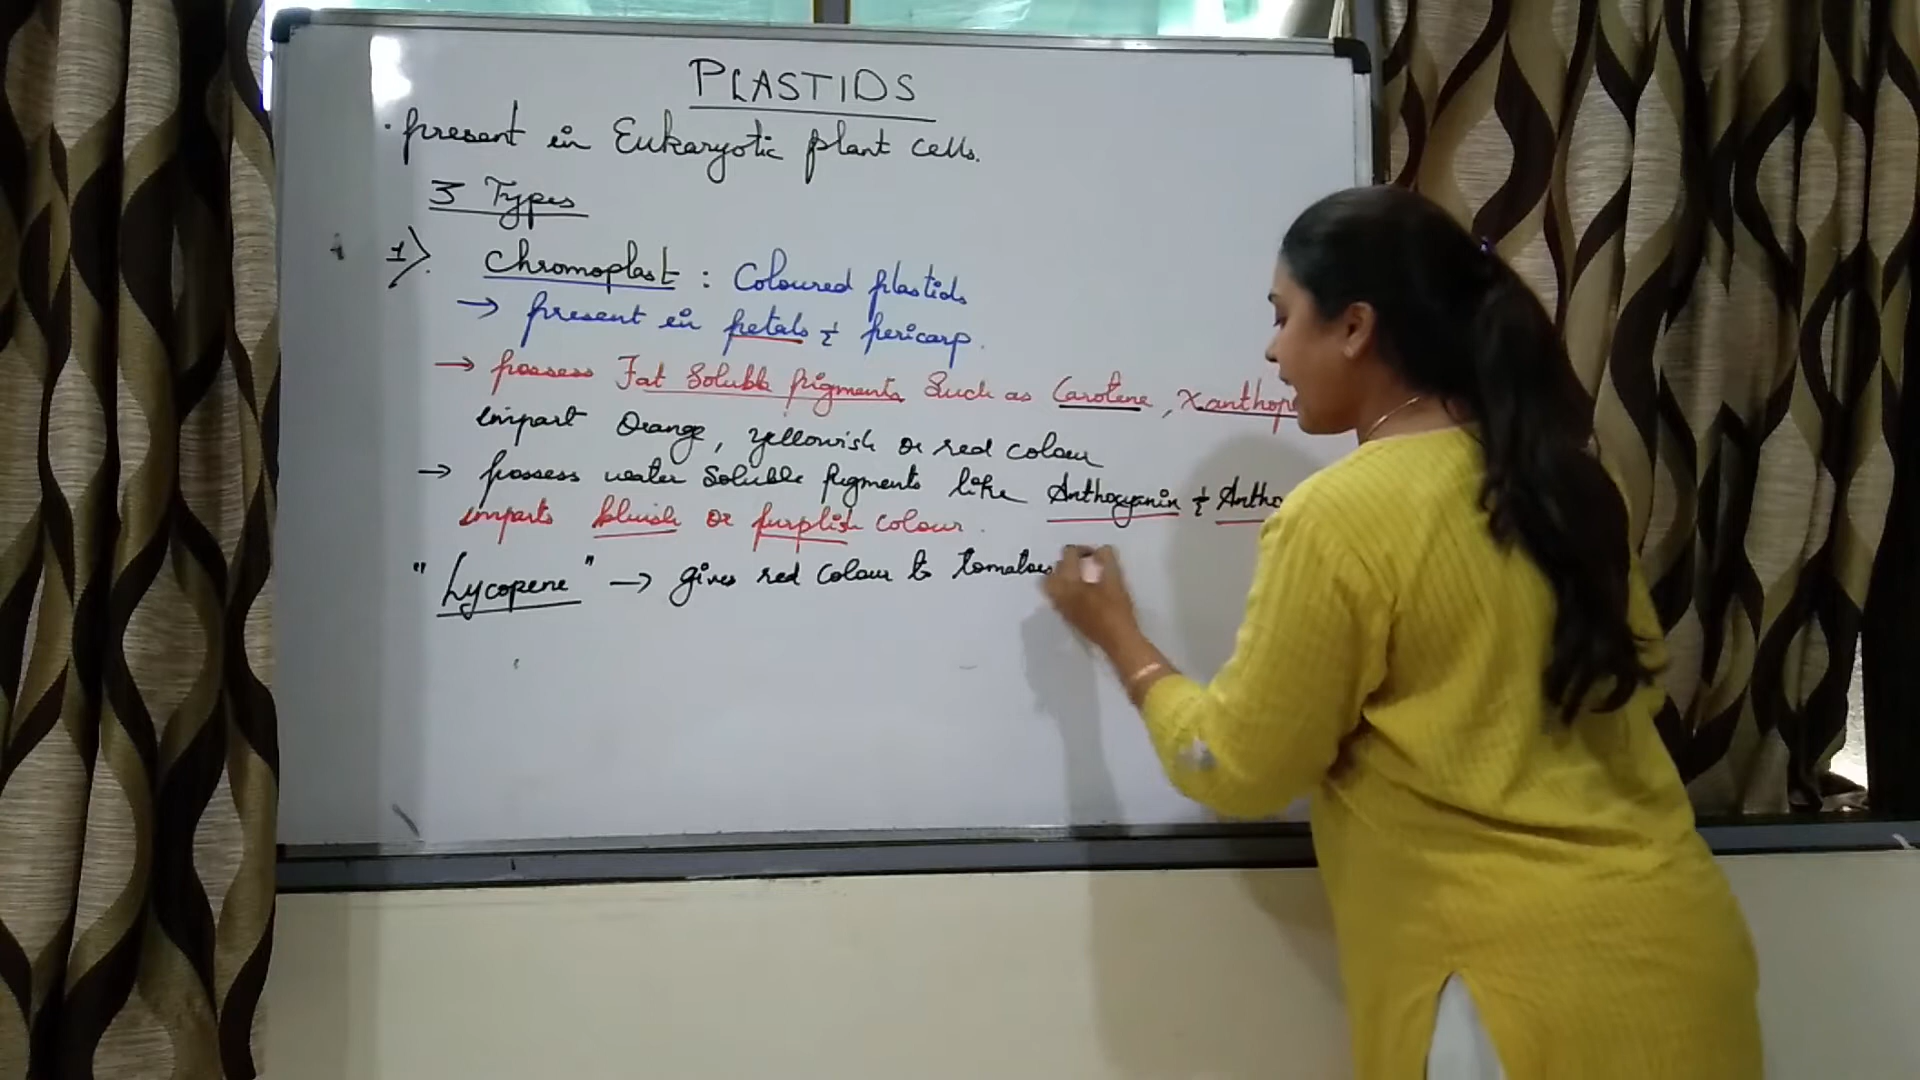 PLASTIDS
· present in Eukaryotic plant cells.
3 Types
1) Chromoplast : Coloured plastids
→ present in petals & pericarp.
→ possess Fat soluble pigments such as Carotene, Xanthop
impart Orange, yellowish or red colour
→ possess water soluble pigments like Anthocyanin & Antho
imparts bluish or purplish colour.
"Lycopene" → gives red colour to tomatoes